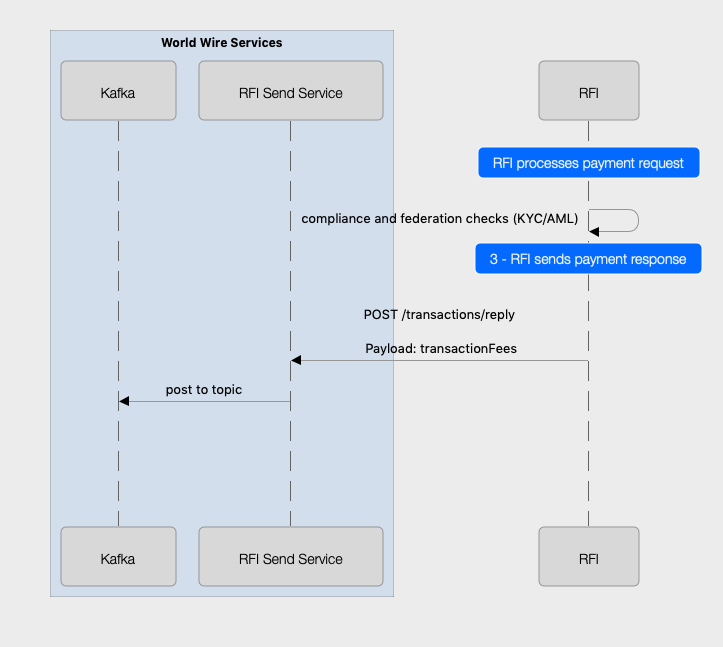 World Wire Services
Kafka
RFI Send Service
RFI
RFI processes payment request
compliance and federation checks (KYC/AML)
3 - RFI sends payment response
POST /transactions/reply
Payload: transactionFees
post to topic
Kafka
RFI Send Service
RFI